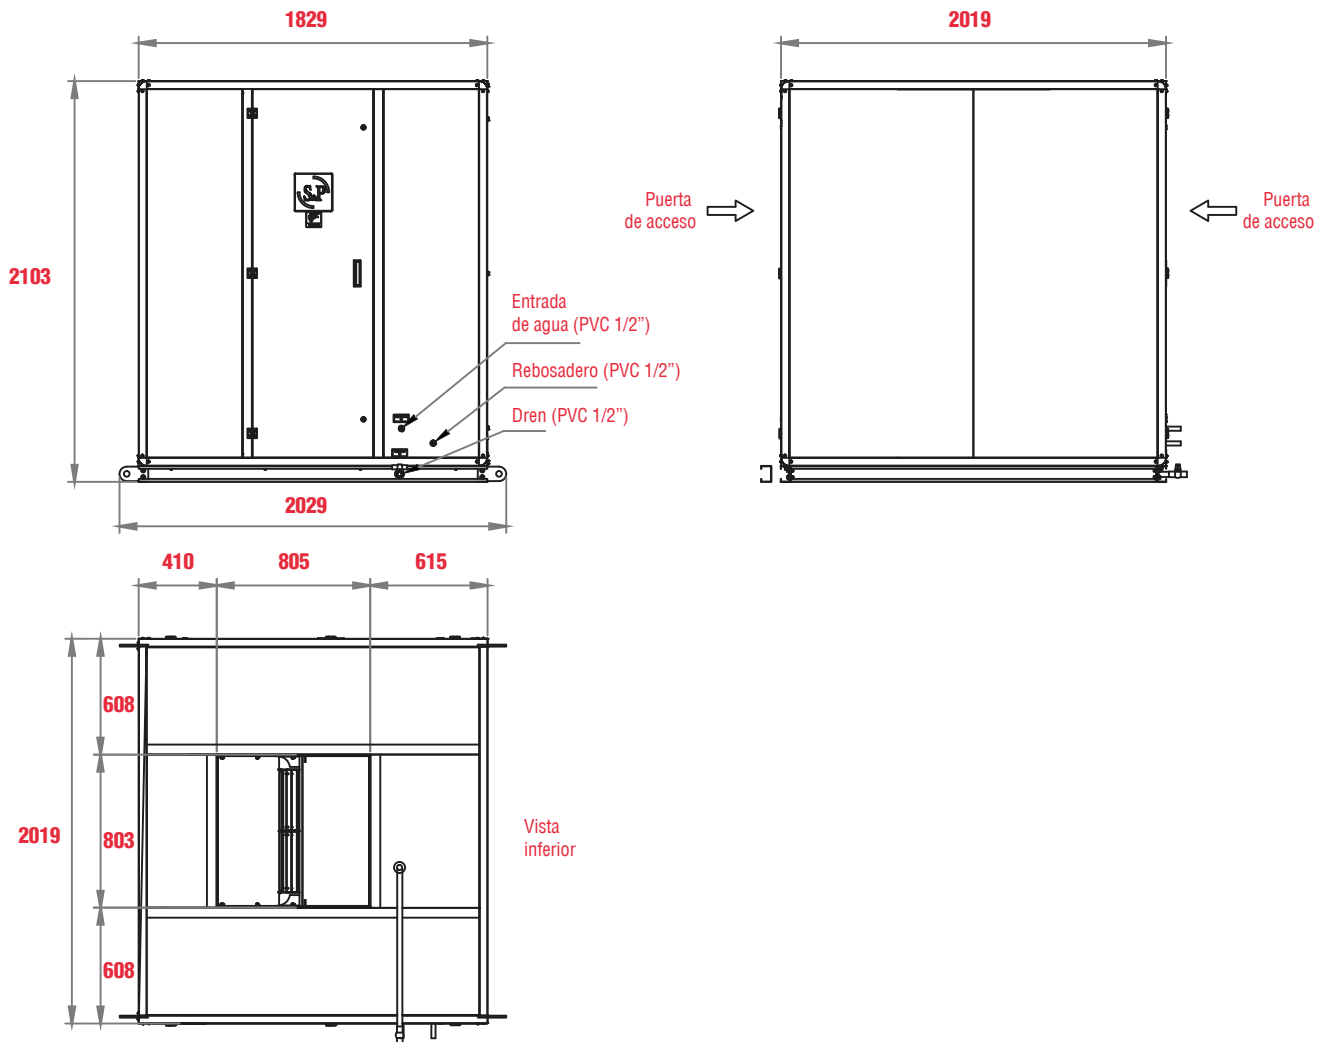 1829
2019
2103
Puerta
de acceso
Puerta
de acceso
S&P
Entrada
de agua (PVC 1/2”)
Rebosadero (PVC 1/2”)
Dren (PVC 1/2”)
2029
410
805
615
608
803
2019
608
Vista
inferior